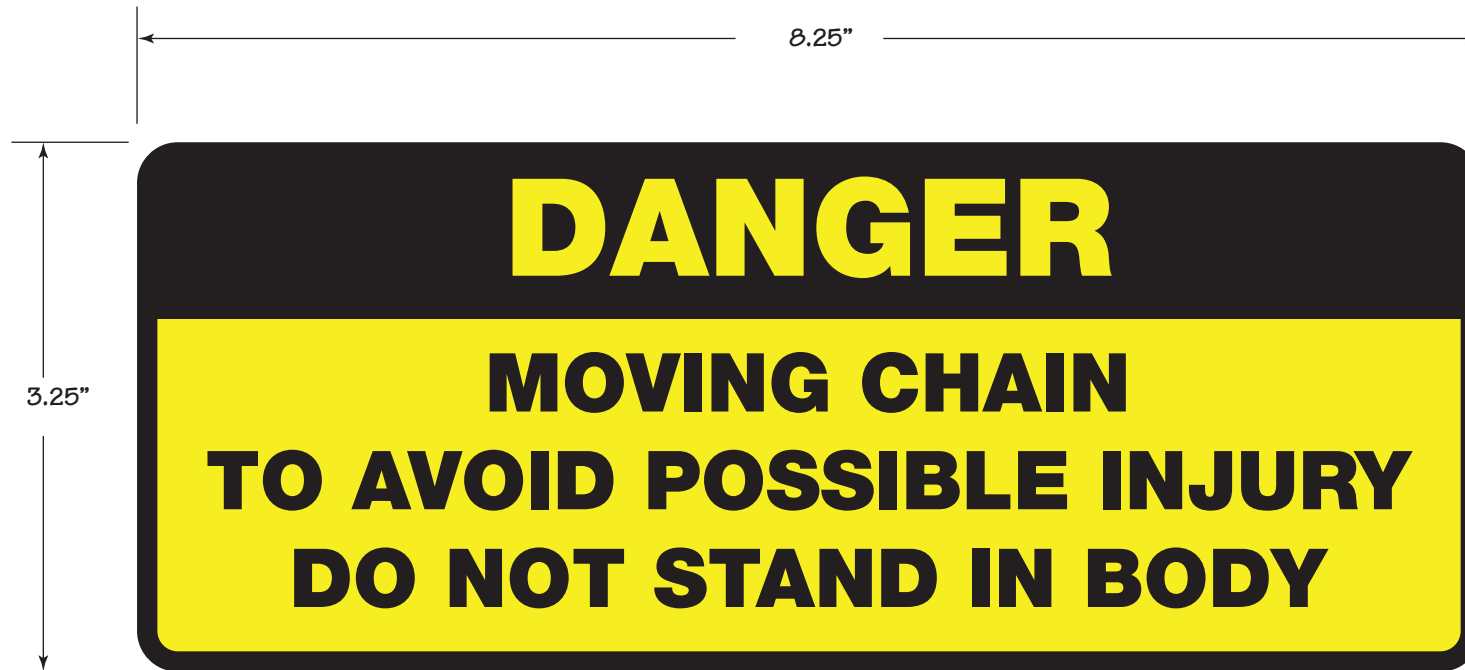 8.25”
DANGER
MOVING CHAIN
3.25”
TO AVOID POSSIBLE INJURY
DO NOT STAND IN BODY